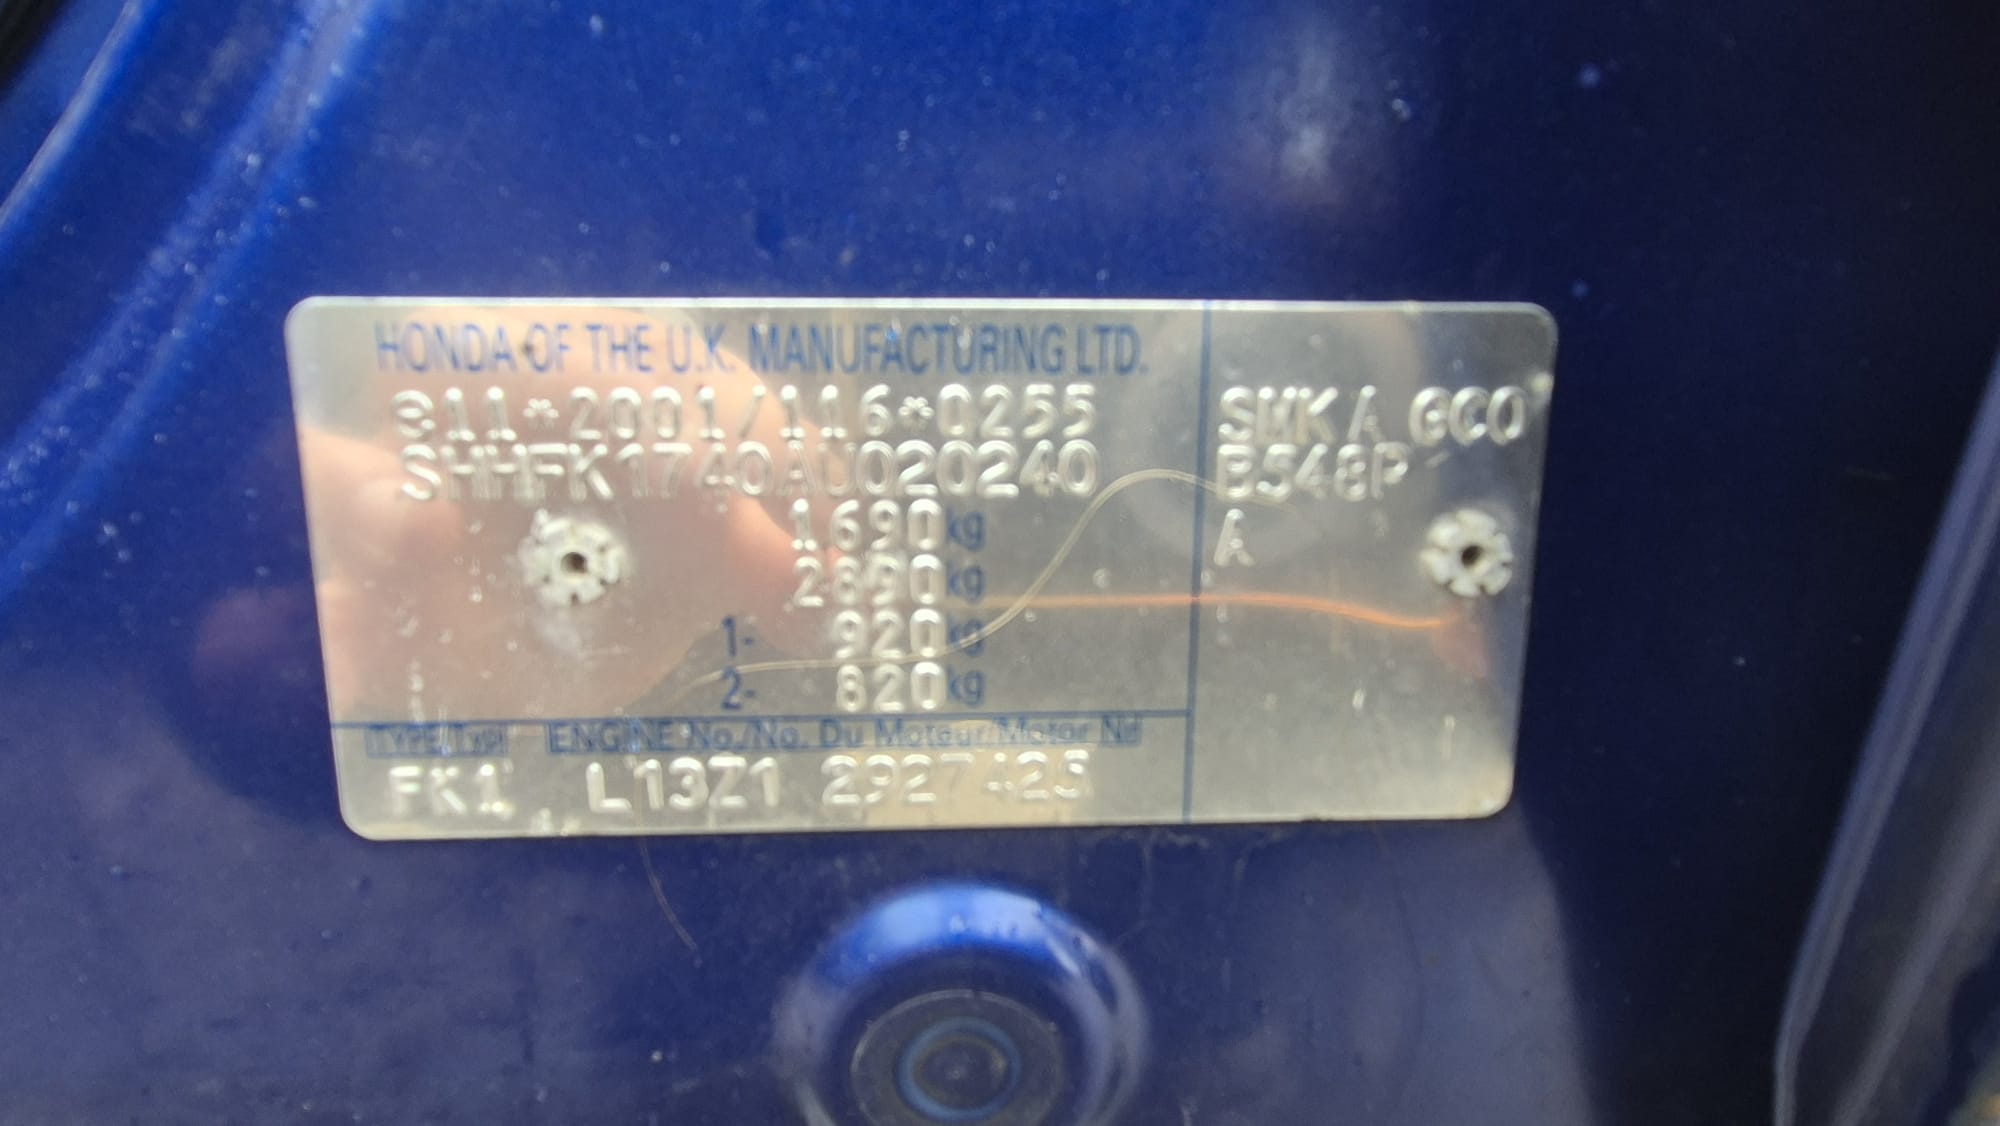 HONDA OF THE U.K. MANUFACTURING LTD.
e11*2001/116*0255
SHHFK1740AU020240
1690kg
2890kg
1- 920kg
2- 820kg
TYPE/Typ ENGINE No./No. Du Moteur/Motor Nr
FK1 L13Z1 2927425
SMKA GCO
B548P
A